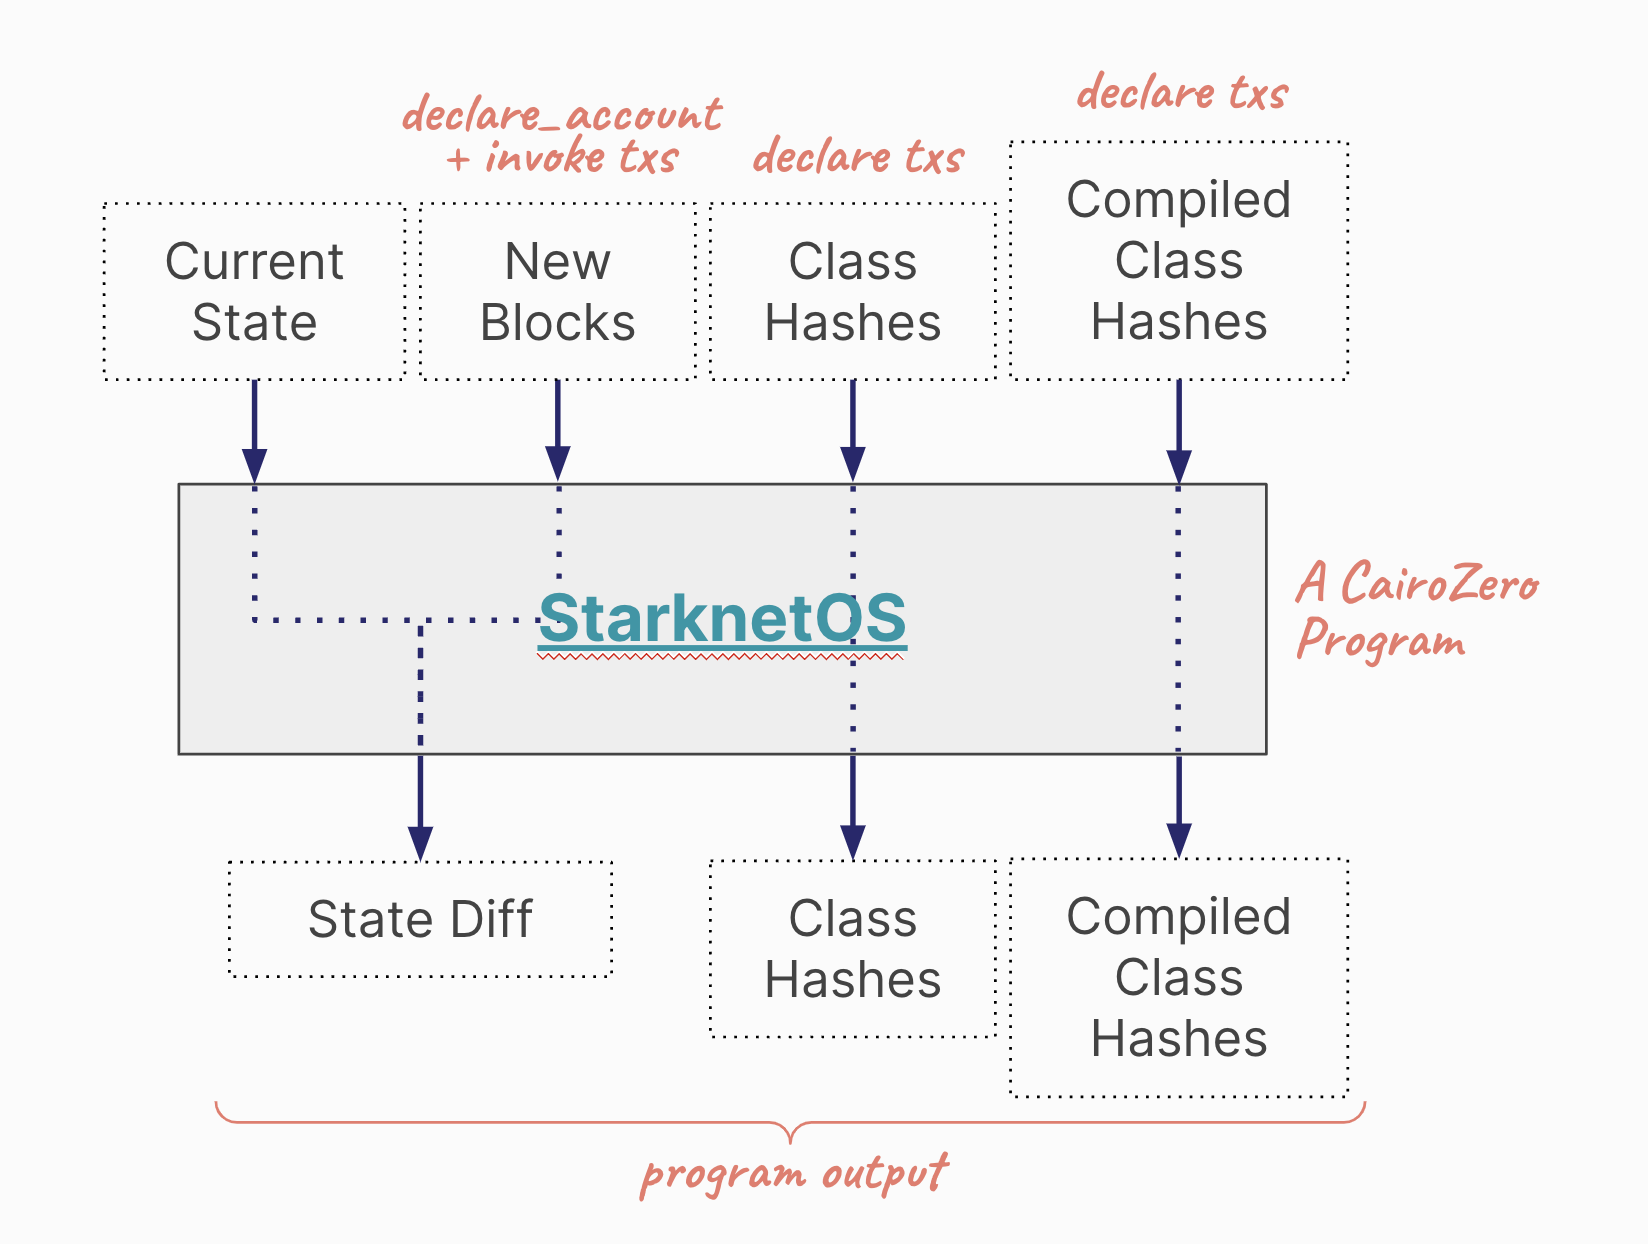 declare_account
+ invoke txs
declare txs
declare txs
Current
State
New
Blocks
Class
Hashes
Compiled
Class
Hashes
StarknetOS
A CairoZero
Program
State Diff
Class
Hashes
Compiled
Class
Hashes
program output